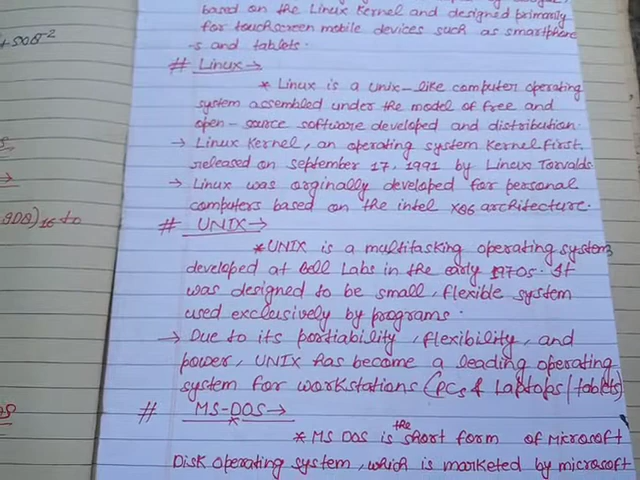 based on the Linux Kernel and designed primarily
for touchscreen mobile devices such as smartphone
-s and tablets.
# Linux→
* Linux is a Unix-like computer operating
system assembled under the model of free and
open-source software developed and distribution.
→ Linux Kernel, an operating system Kernel first
released on september 17, 1991 by Lineux Torvalds
→ Linux was orginally developed for personal
computers based on the intel X86 architecture.
# UNIX→
*UNIX is a multitasking operating system
developed at Bell Labs in the early 1970s. It
was designed to be small, flexible system
used exclusively by programs.
→ Due to its portiability, flexibility, and
power, UNIX has become a leading operating
system for workstations (PCs & Laptops/tablets)
# MS-DOS→
* MS DOS is the short form of Microsoft
Disk operating system, which is marketed by microsoft